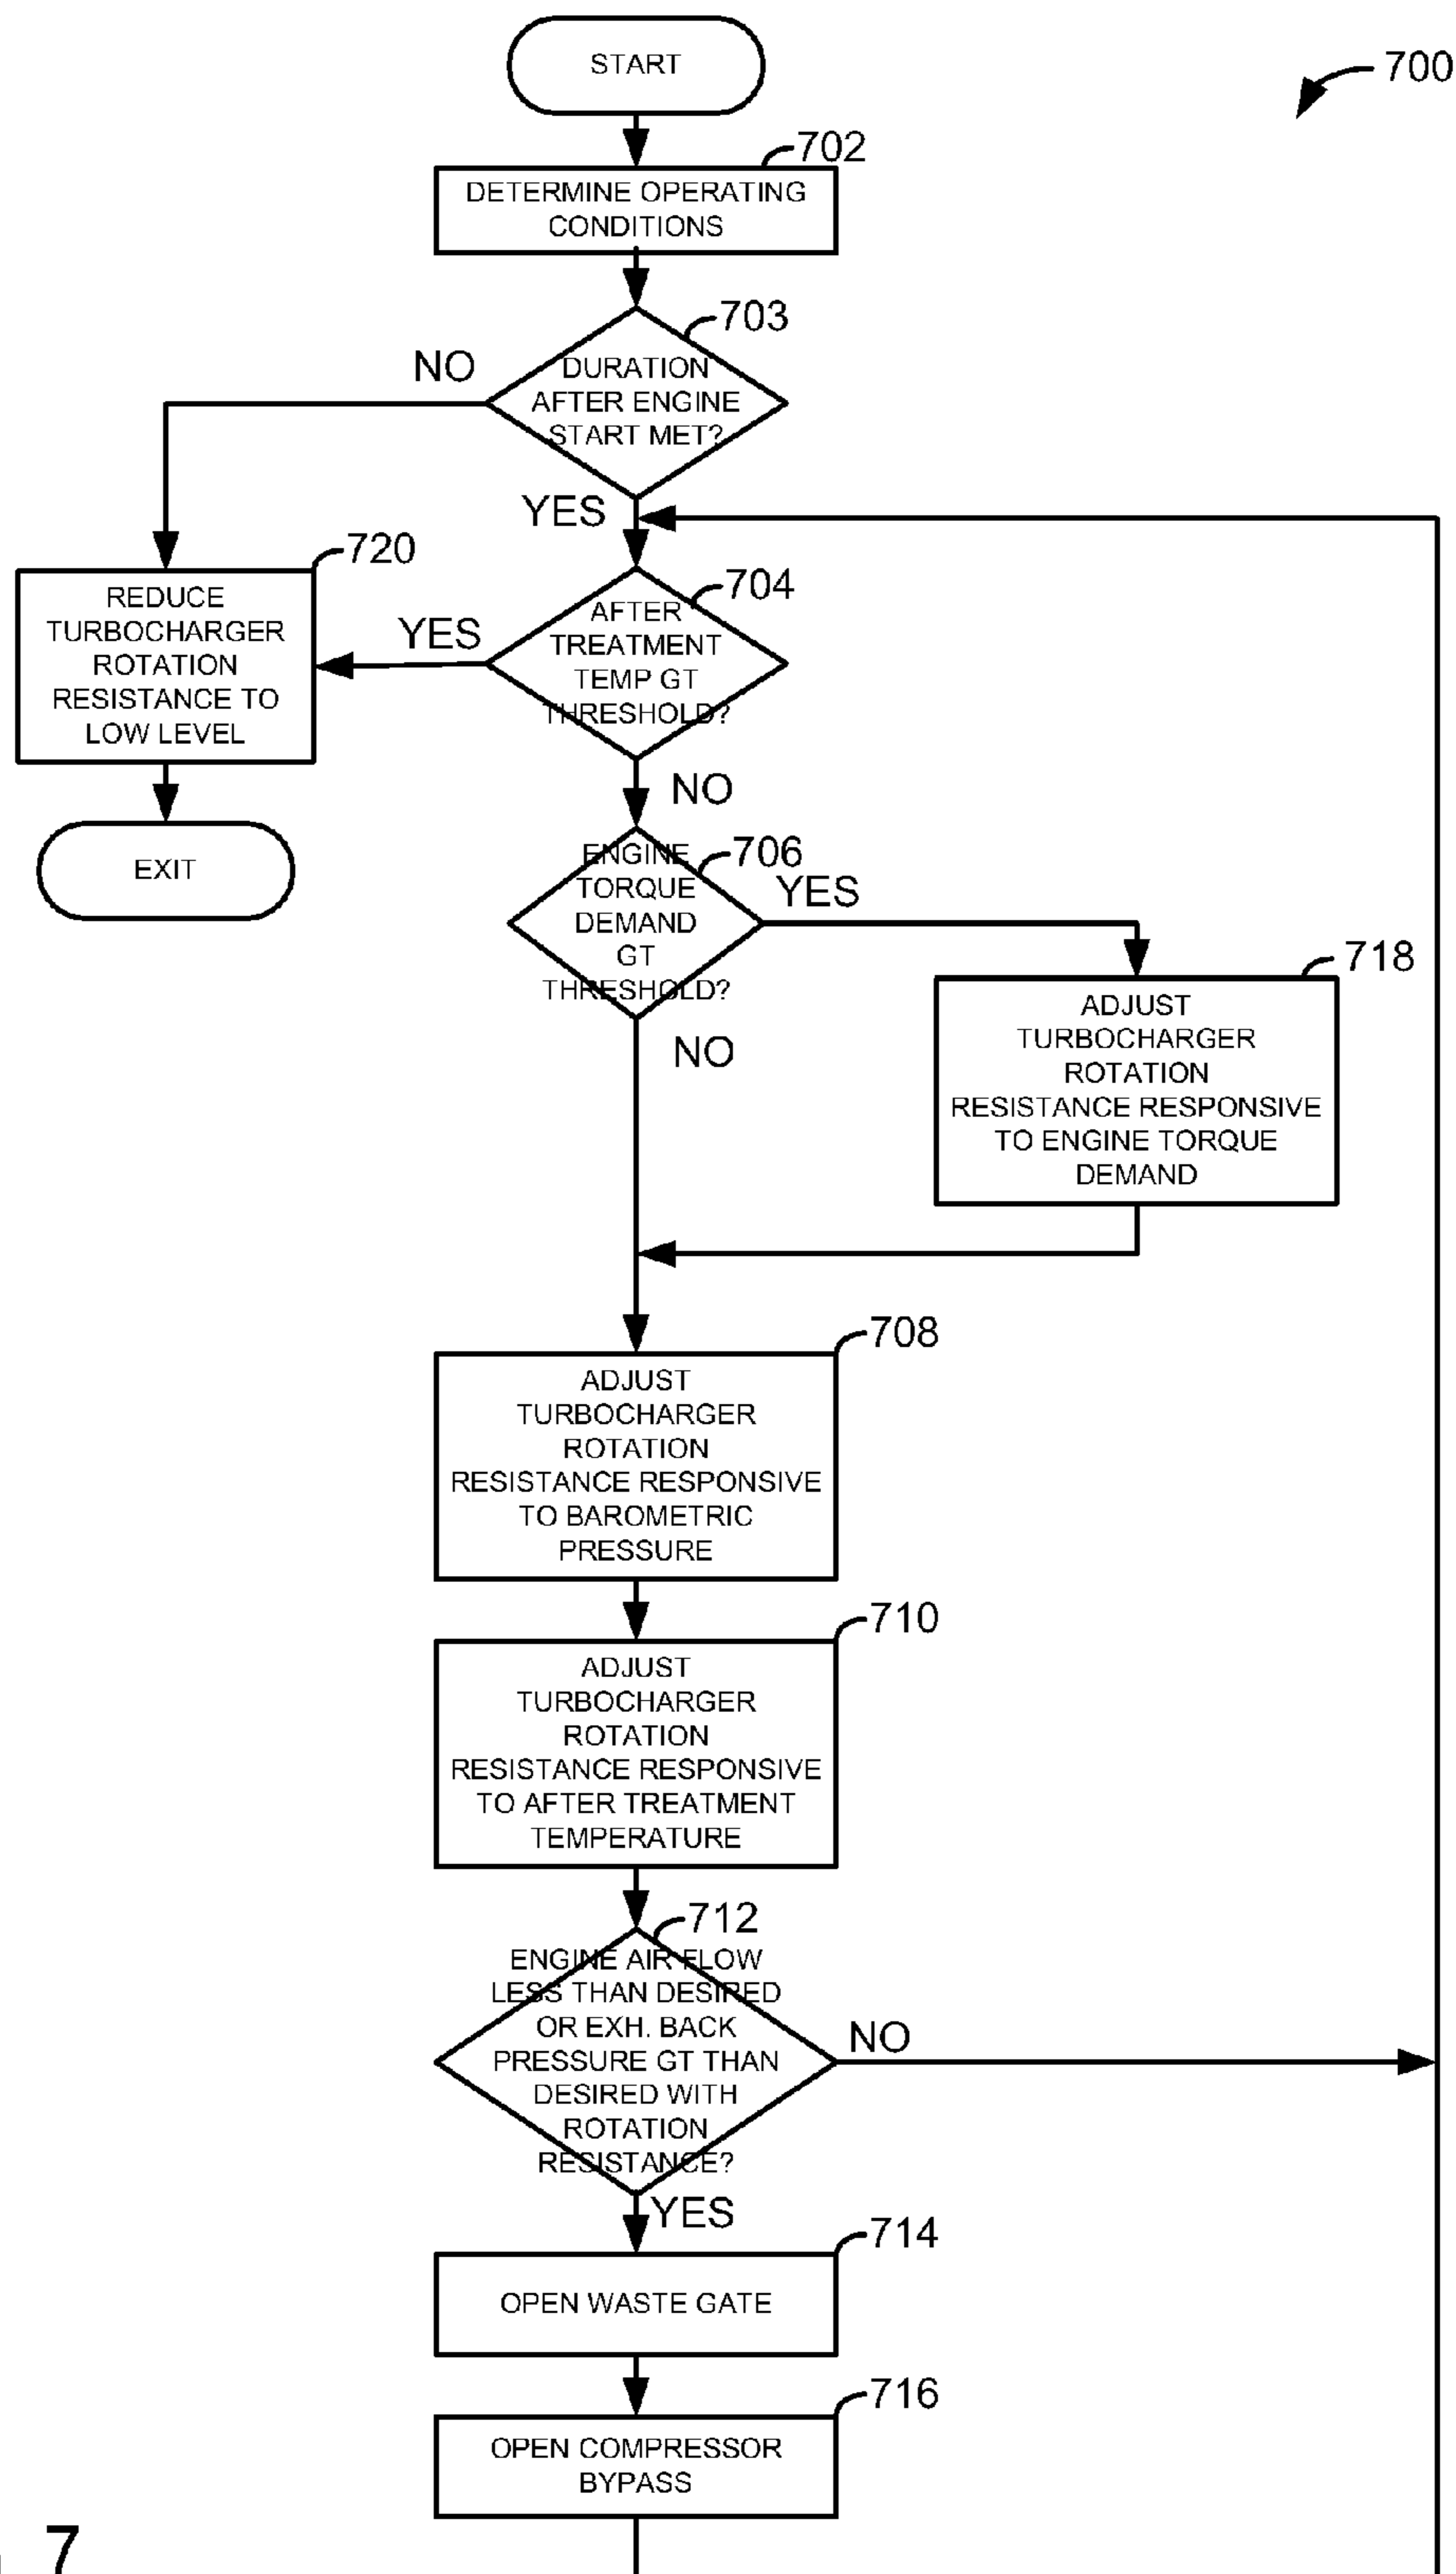 START
700
702
DETERMINE OPERATING
CONDITIONS
703
NO
DURATION
AFTER ENGINE
START MET?
YES
720
REDUCE
TURBOCHARGER
ROTATION
RESISTANCE TO
LOW LEVEL
YES
704
AFTER
TREATMENT
TEMP GT
THRESHOLD?
NO
EXIT
706
ENGINE
TORQUE
DEMAND
GT
THRESHOLD?
YES
NO
718
ADJUST
TURBOCHARGER
ROTATION
RESISTANCE RESPONSIVE
TO ENGINE TORQUE
DEMAND
708
ADJUST
TURBOCHARGER
ROTATION
RESISTANCE RESPONSIVE
TO BAROMETRIC
PRESSURE
710
ADJUST
TURBOCHARGER
ROTATION
RESISTANCE RESPONSIVE
TO AFTER TREATMENT
TEMPERATURE
712
ENGINE AIR FLOW
LESS THAN DESIRED
OR EXH. BACK
PRESSURE GT THAN
DESIRED WITH
ROTATION
RESISTANCE?
NO
YES
714
OPEN WASTE GATE
716
OPEN COMPRESSOR
BYPASS
7